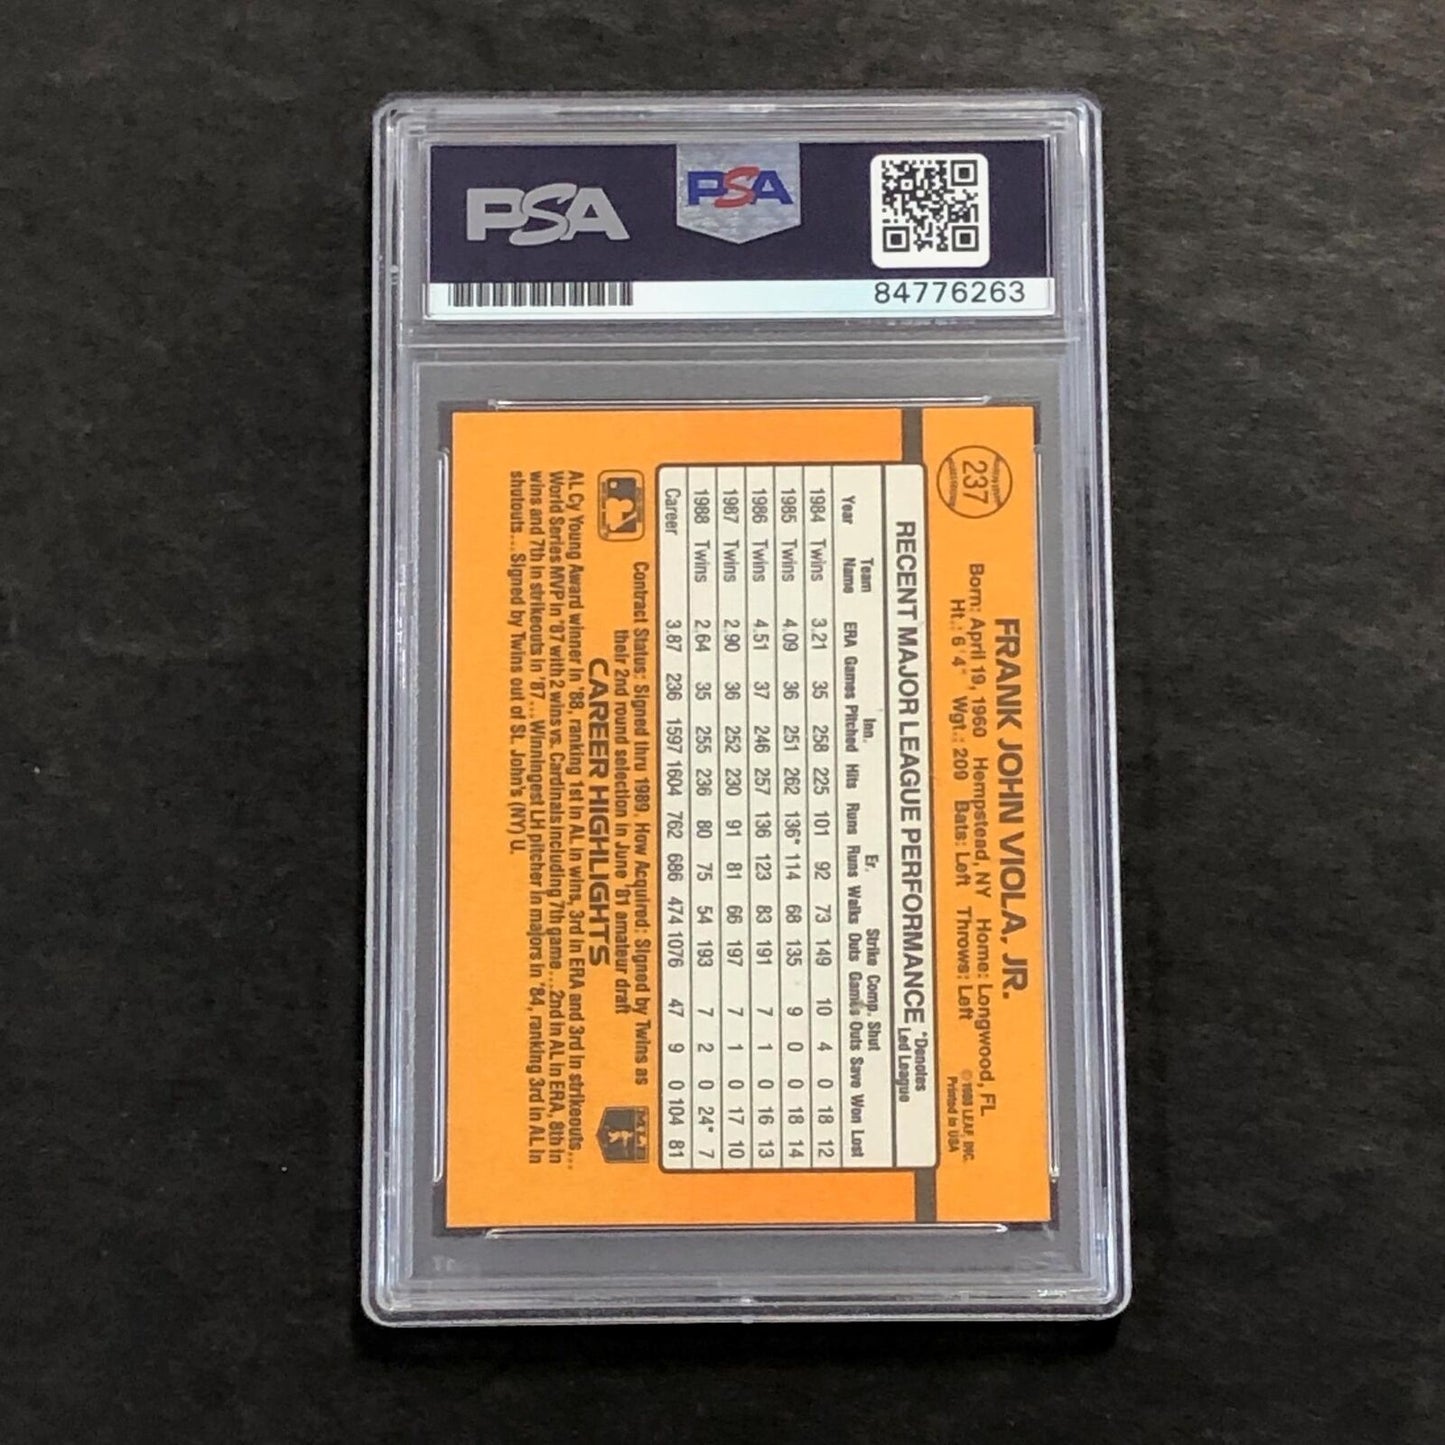 PSA
PSA
84776263
237
FRANK JOHN VIOLA, JR.
Born: April 19, 1960 Hempstead, NY Home: Longwood, FL
Ht.: 6'4" Wgt.: 209 Bats: Left Throws: Left
© 1988 LEAF, INC.
Printed in USA
RECENT MAJOR LEAGUE PERFORMANCE *Denotes Led League
Year Team Name ERA Games Inn. Pitched Hits Runs Er. Runs Walks Strike Outs Comp. Games Shut Outs Save Won Lost
1984 Twins 3.21 35 258 225 101 92 73 149 10 4 0 18 12
1985 Twins 4.09 36 251 262 136* 114 68 135 9 0 0 18 14
1986 Twins 4.51 37 246 257 136 123 83 191 7 1 0 16 13
1987 Twins 2.90 36 252 230 91 81 66 197 7 1 0 17 10
1988 Twins 2.64 35 255 236 80 75 54 193 7 2 0 24* 7
Career 3.87 236 1597 1604 762 686 474 1076 47 9 0 104 81
Contract Status: Signed thru 1989. How Acquired: Signed by Twins as
their 2nd round selection in June '81 amateur draft
CAREER HIGHLIGHTS
AL Cy Young Award winner in '88, ranking 1st in AL in wins, 3rd in ERA and 3rd in strikeouts...
World Series MVP in '87 with 2 wins vs. Cardinals including 7th game...2nd in AL in ERA, 8th in
wins and 7th in strikeouts in '87... Winningest LH pitcher in majors in '84, ranking 3rd in AL in
shutouts... Signed by Twins out of St. John's (NY) U.